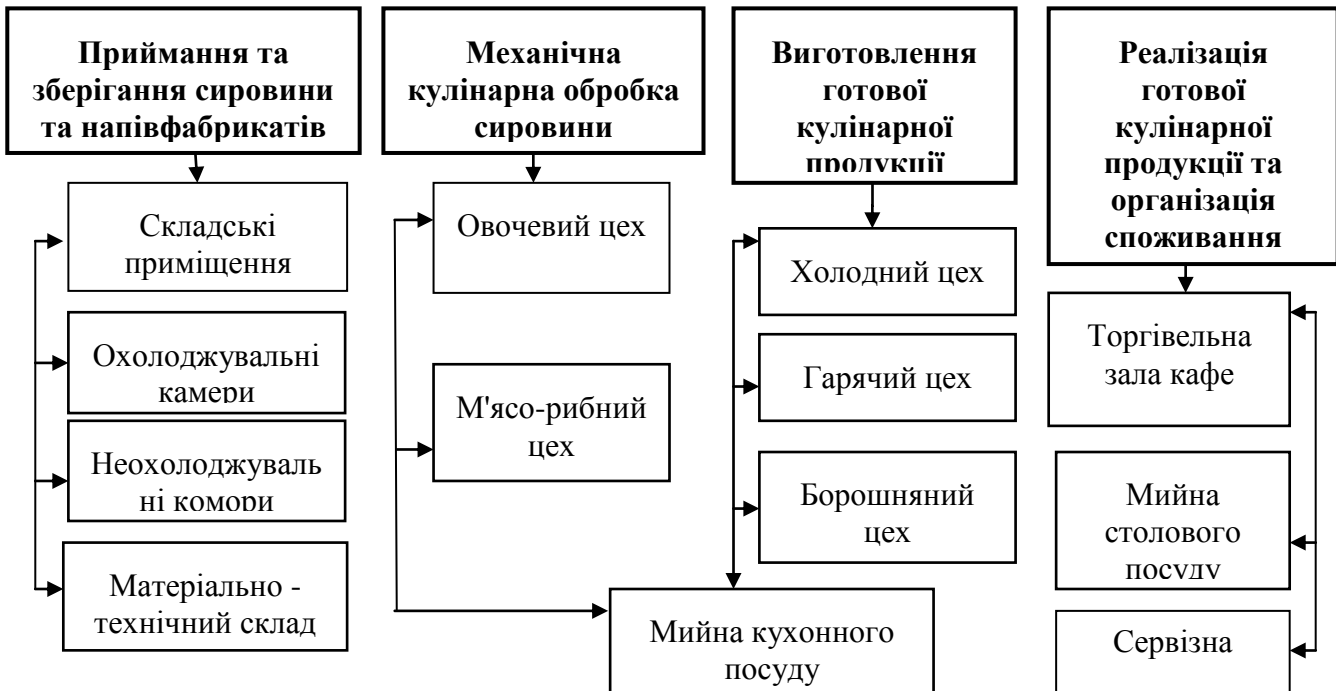 Приймання та
зберігання сировини
та напівфабрикатів
Механічна
кулінарна обробка
сировини
Виготовлення
готової
кулінарної
продукції
Реалізація
готової
кулінарної
продукції та
організація
споживання
Складські
приміщення
Охолоджувальні
камери
Неохолоджуваль
ні комори
Матеріально -
технічний склад
Овочевий цех
М'ясо-рибний
цех
Холодний цех
Гарячий цех
Борошняний
цех
Мийна кухонного
посуду
Торгівельна
зала кафе
Мийна
столового
посуду
Сервізна